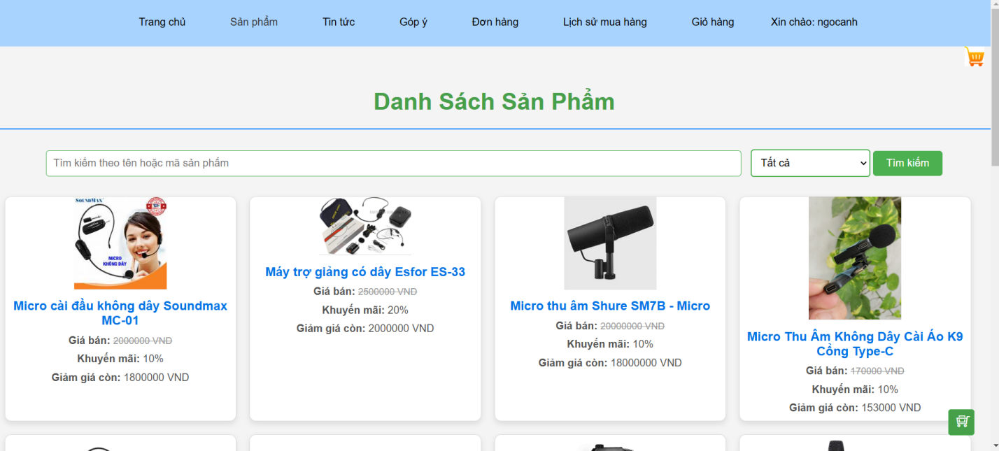 Trang chủ Sản phẩm Tin tức Góp ý Đơn hàng Lịch sử mua hàng Giỏ hàng Xin chào: ngocanh
Danh Sách Sản Phẩm
Tìm kiếm theo tên hoặc mã sản phẩm Tất cả Tìm kiếm
SOUNDMAX
MICRO
KHÔNG DÂY
Micro cài đầu không dây Soundmax
MC-01
Giá bán: 2000000 VND
Khuyến mãi: 10%
Giảm giá còn: 1800000 VND
Máy trợ giảng có dây Esfor ES-33
Giá bán: 2500000 VND
Khuyến mãi: 20%
Giảm giá còn: 2000000 VND
Micro thu âm Shure SM7B - Micro
Giá bán: 20000000 VND
Khuyến mãi: 10%
Giảm giá còn: 18000000 VND
Micro Thu Âm Không Dây Cài Áo K9
Cổng Type-C
Giá bán: 170000 VND
Khuyến mãi: 10%
Giảm giá còn: 153000 VND